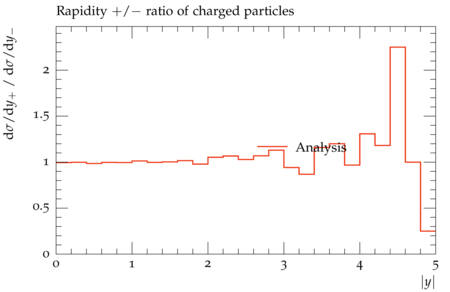 Rapidity +/− ratio of charged particles
dσ/dy₊ / dσ/dy₋
2
1.5
1
0.5
0
Analysis
0 1 2 3 4 5
|y|